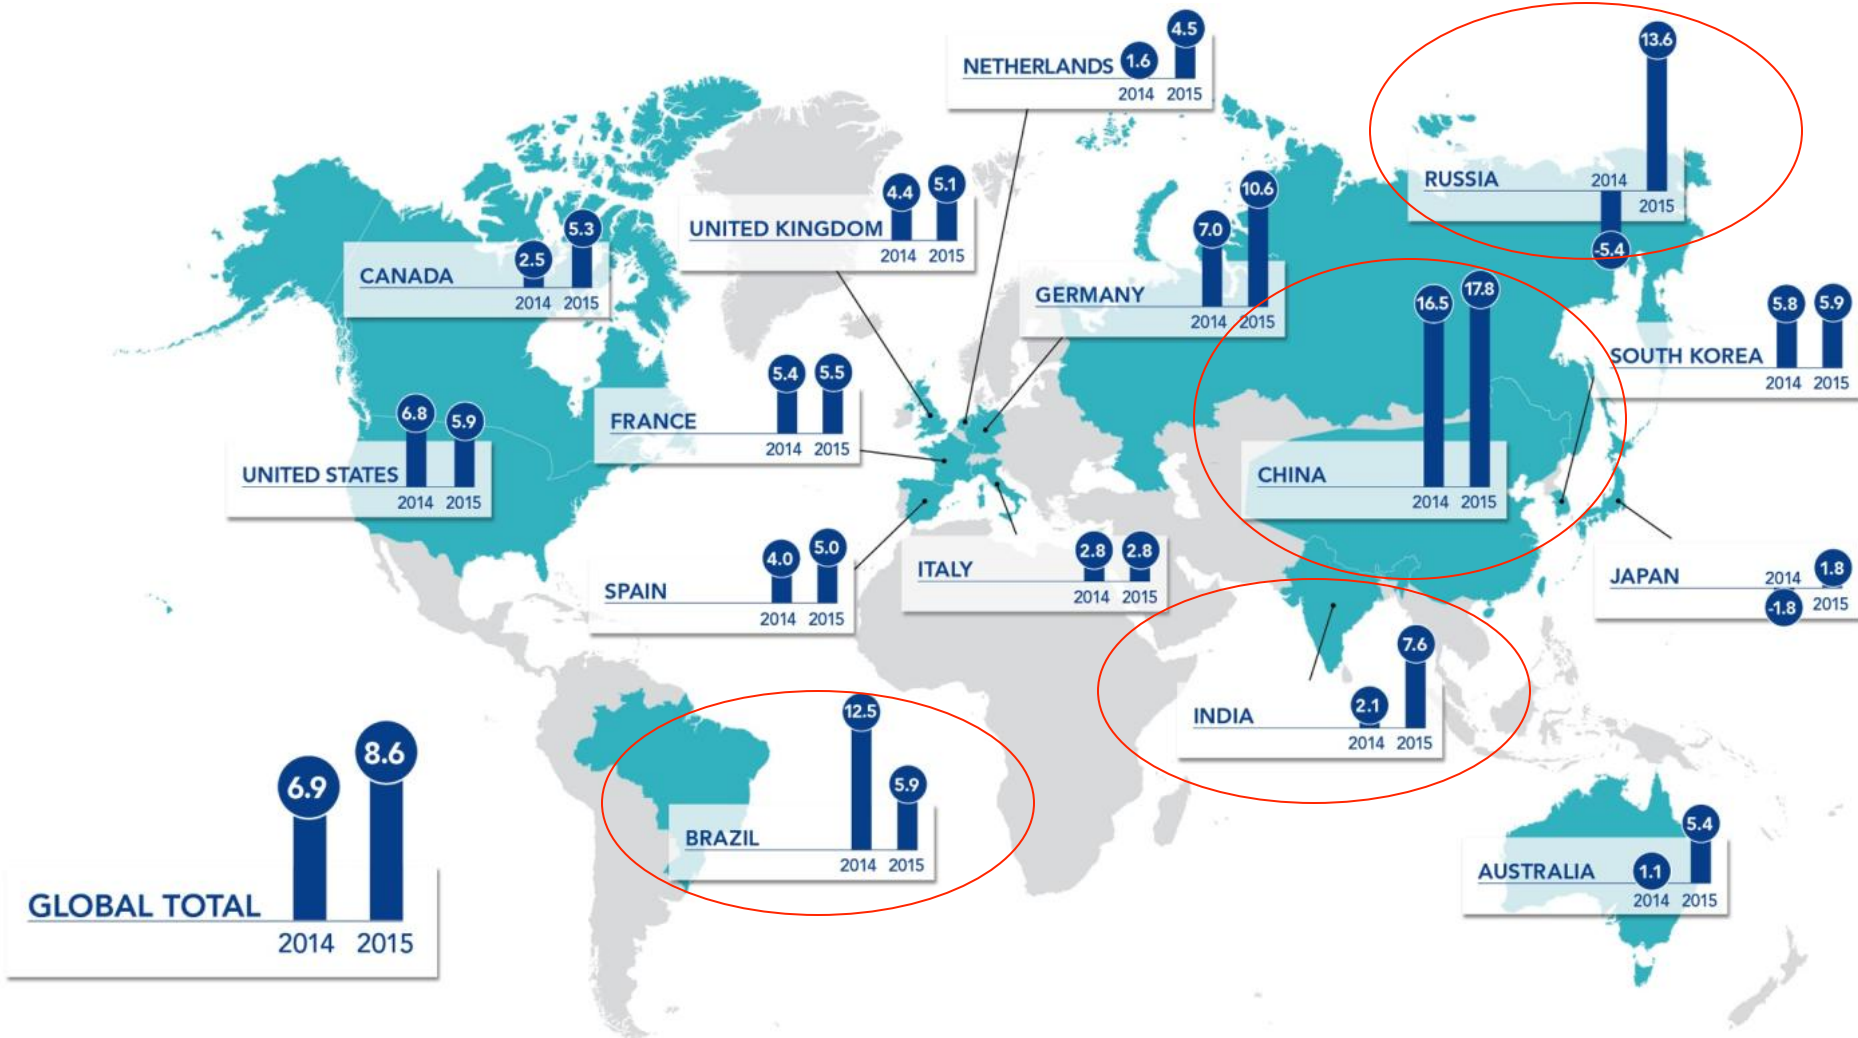 NETHERLANDS 1.6 4.5
2014 2015
13.6
RUSSIA 2014
2015
-5.4
CANADA 2.5 5.3
2014 2015
UNITED KINGDOM 4.4 5.1
2014 2015
GERMANY 7.0 10.6
2014 2015
CHINA 16.5 17.8
2014 2015
SOUTH KOREA 5.8 5.9
2014 2015
UNITED STATES 6.8 5.9
2014 2015
FRANCE 5.4 5.5
2014 2015
SPAIN 4.0 5.0
2014 2015
ITALY 2.8 2.8
2014 2015
JAPAN 2014 1.8
-1.8 2015
INDIA 2.1 7.6
2014 2015
BRAZIL 12.5 5.9
2014 2015
AUSTRALIA 1.1 5.4
2014 2015
GLOBAL TOTAL 6.9 8.6
2014 2015